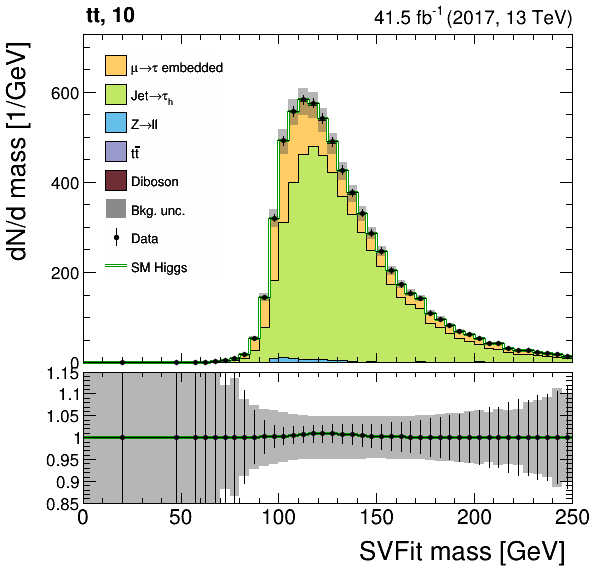 tt, 10
41.5 fb⁻¹ (2017, 13 TeV)
dN/d mass [1/GeV]
600
400
200
0
μ→τ embedded
Jet→τₕ
Z→ll
tt̅
Diboson
Bkg. unc.
Data
SM Higgs
1.15
1.1
1.05
1
0.95
0.9
0.85
0 50 100 150 200 250
SVFit mass [GeV]